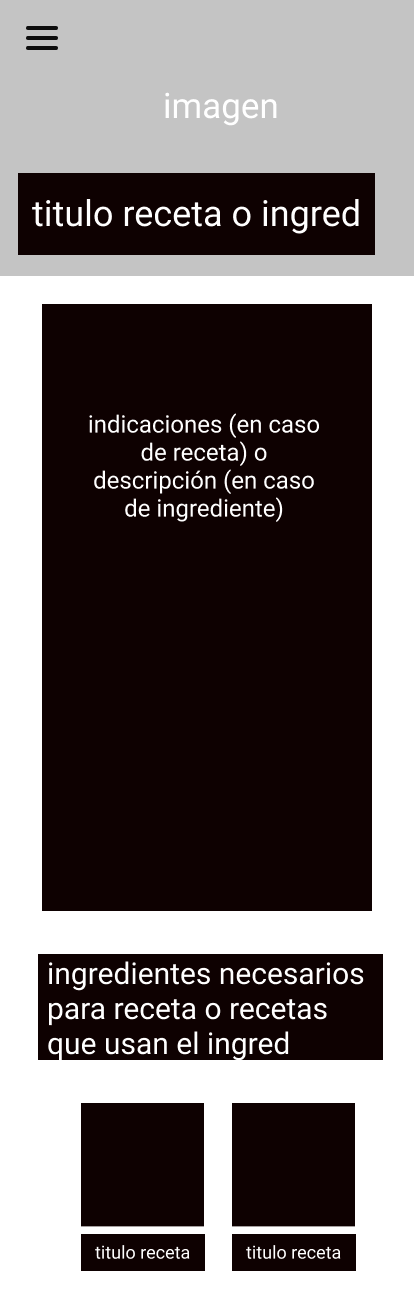 imagen
titulo receta o ingred
indicaciones (en caso
de receta) o
descripción (en caso
de ingrediente)
ingredientes necesarios
para receta o recetas
que usan el ingred
titulo receta
titulo receta